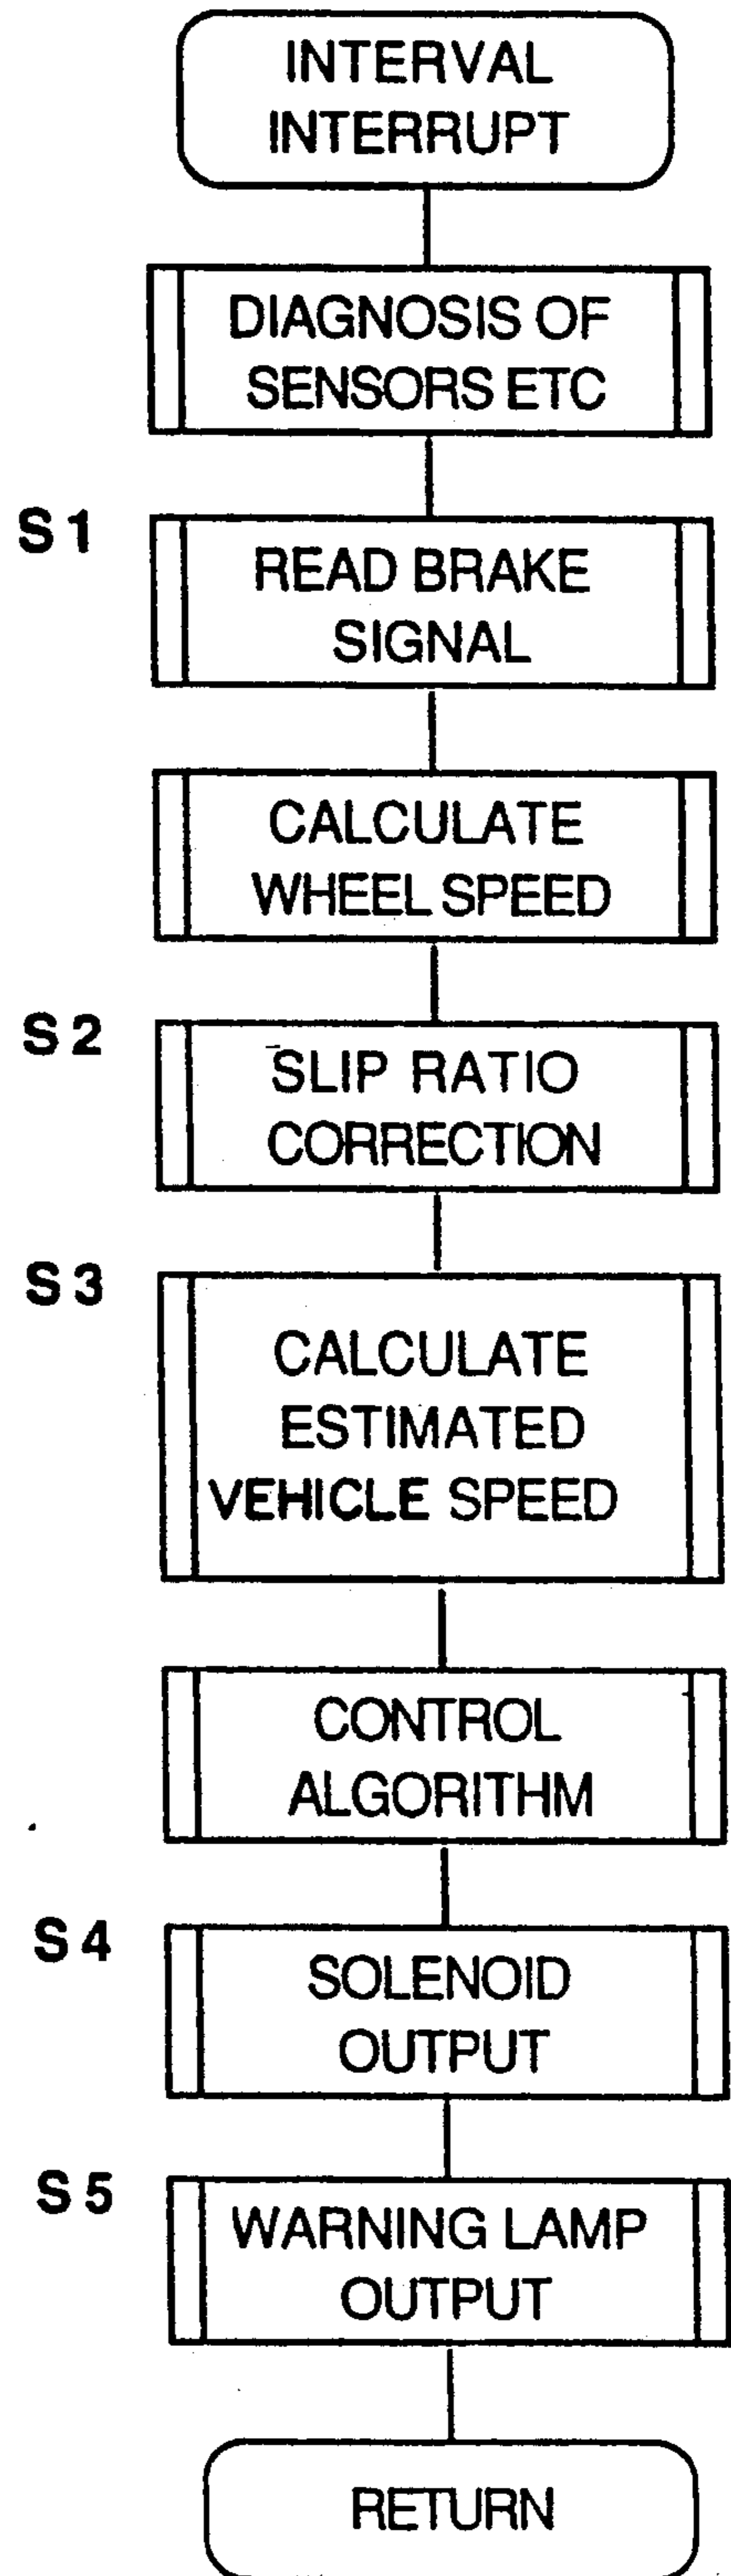 INTERVAL
INTERRUPT
DIAGNOSIS OF
SENSORS ETC
S1
READ BRAKE
SIGNAL
CALCULATE
WHEEL SPEED
S2
SLIP RATIO
CORRECTION
S3
CALCULATE
ESTIMATED
VEHICLE SPEED
CONTROL
ALGORITHM
S4
SOLENOID
OUTPUT
S5
WARNING LAMP
OUTPUT
RETURN